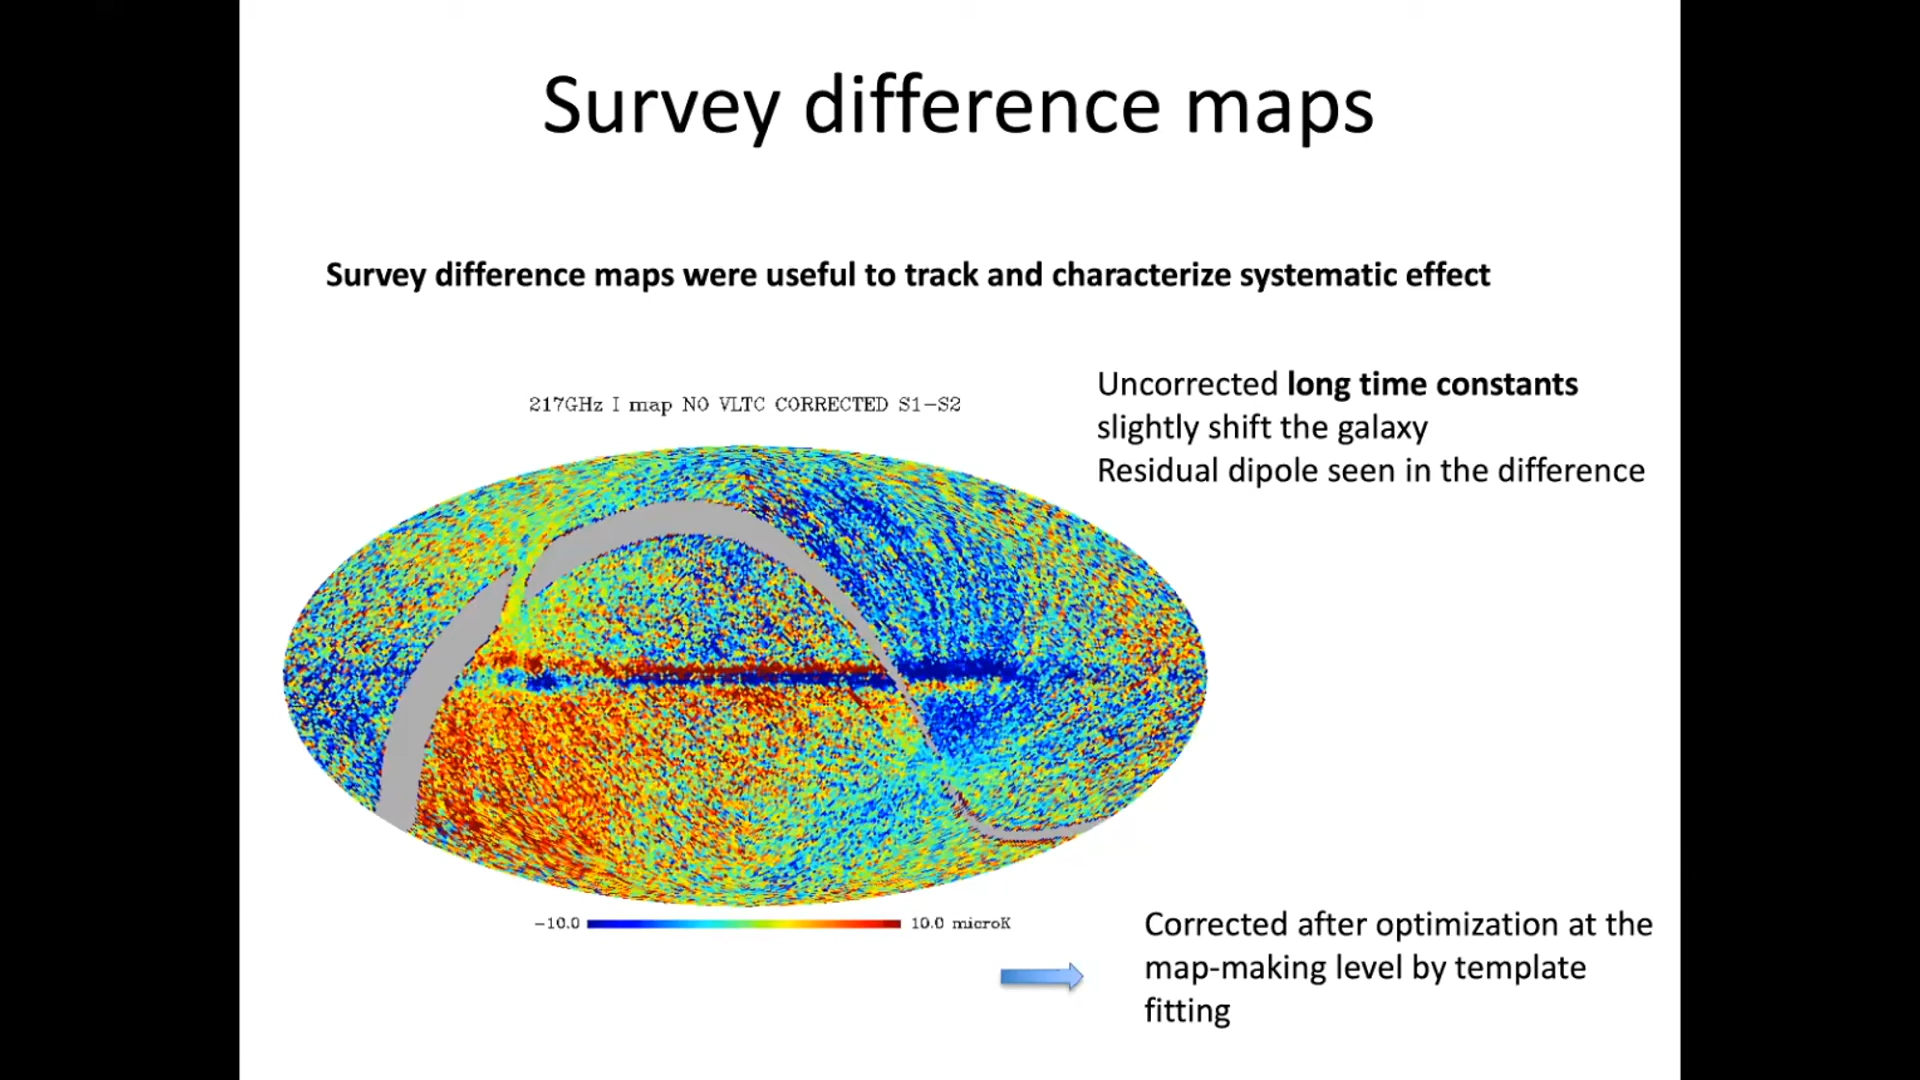 Survey difference maps
Survey difference maps were useful to track and characterize systematic effect
217GHz I map NO VLTC CORRECTED S1-S2
Uncorrected long time constants
slightly shift the galaxy
Residual dipole seen in the difference
-10.0 10.0 microK
Corrected after optimization at the
map-making level by template
fitting